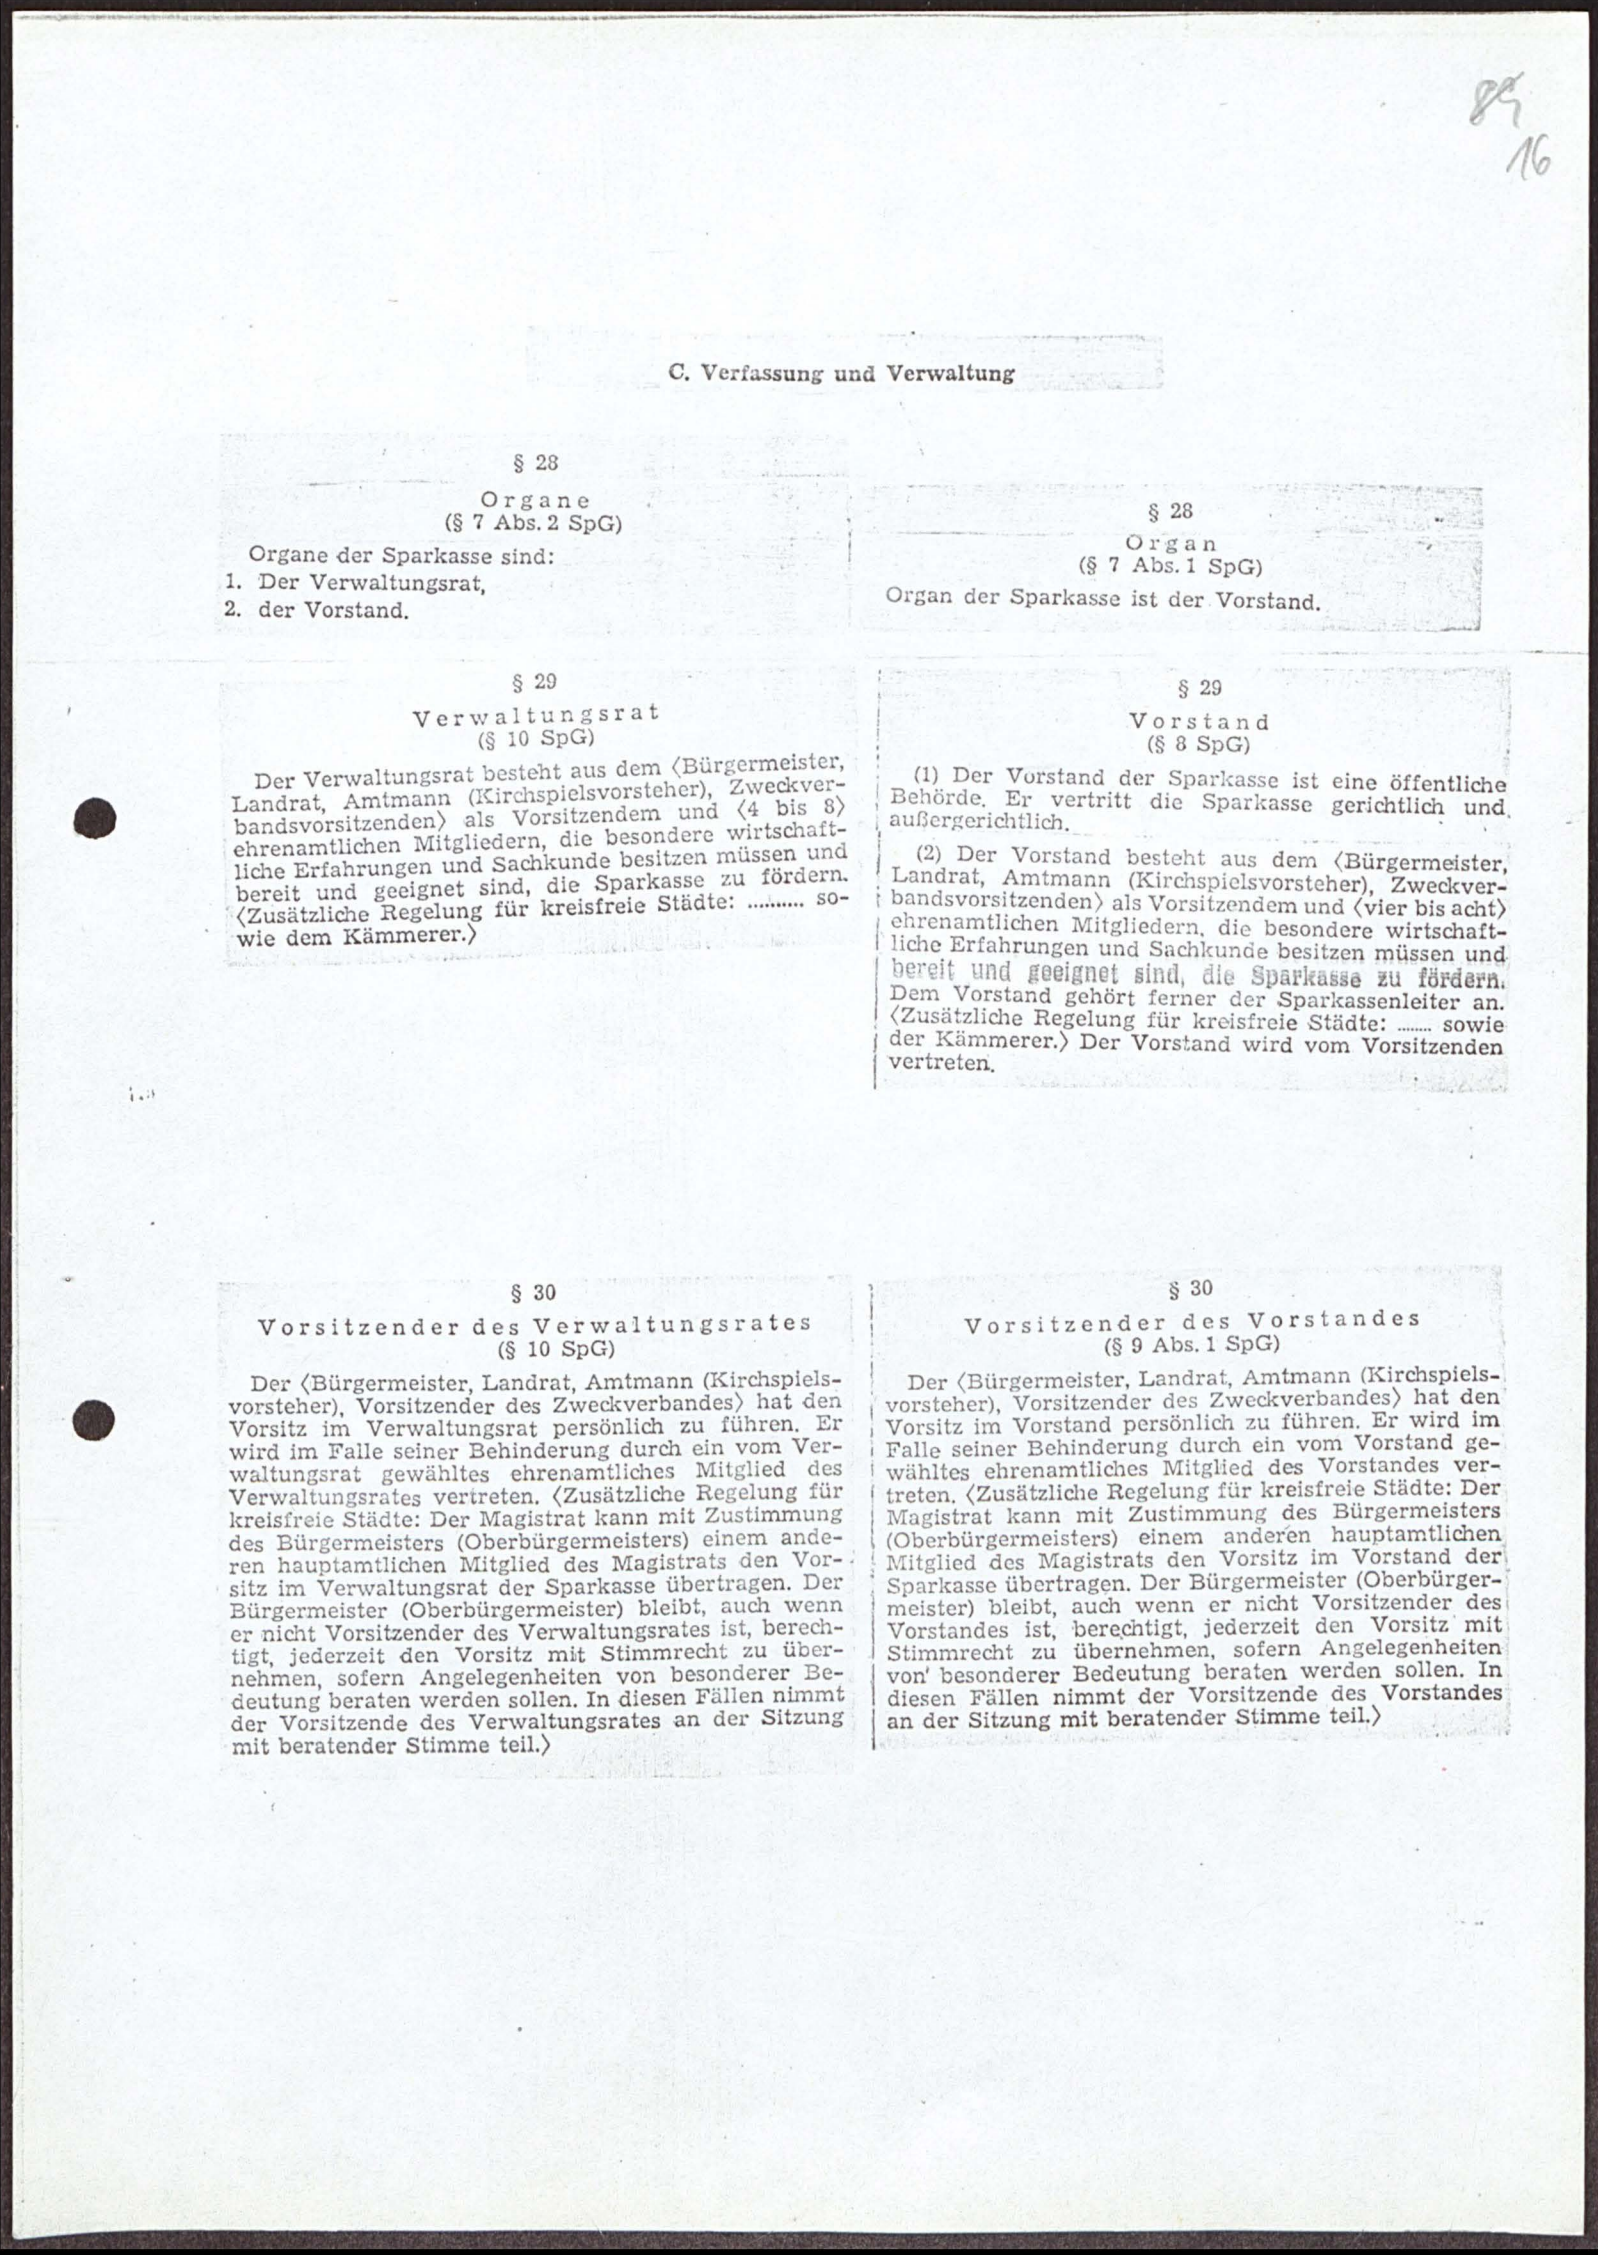 16
C. Verfassung und Verwaltung
§ 28
Organe
(§ 7 Abs. 2 SpG)
Organe der Sparkasse sind:
1. Der Verwaltungsrat,
2. der Vorstand.
§ 28
Organ
(§ 7 Abs. 1 SpG)
Organ der Sparkasse ist der Vorstand.
§ 29
Verwaltungsrat
(§ 10 SpG)
Der Verwaltungsrat besteht aus dem ⟨Bürgermeister,
Landrat, Amtmann (Kirchspielsvorsteher), Zweckver-
bandsvorsitzenden⟩ als Vorsitzendem und ⟨4 bis 8⟩
ehrenamtlichen Mitgliedern, die besondere wirtschaft-
liche Erfahrungen und Sachkunde besitzen müssen und
bereit und geeignet sind, die Sparkasse zu fördern.
⟨Zusätzliche Regelung für kreisfreie Städte: .......... so-
wie dem Kämmerer.⟩
§ 29
Vorstand
(§ 8 SpG)
(1) Der Vorstand der Sparkasse ist eine öffentliche
Behörde. Er vertritt die Sparkasse gerichtlich und
außergerichtlich.
(2) Der Vorstand besteht aus dem ⟨Bürgermeister,
Landrat, Amtmann (Kirchspielsvorsteher), Zweckver-
bandsvorsitzenden⟩ als Vorsitzendem und ⟨vier bis acht⟩
ehrenamtlichen Mitgliedern, die besondere wirtschaft-
liche Erfahrungen und Sachkunde besitzen müssen und
bereit und geeignet sind, die Sparkasse zu fördern.
Dem Vorstand gehört ferner der Sparkassenleiter an.
⟨Zusätzliche Regelung für kreisfreie Städte: ........ sowie
der Kämmerer.⟩ Der Vorstand wird vom Vorsitzenden
vertreten.
§ 30
Vorsitzender des Verwaltungsrates
(§ 10 SpG)
Der ⟨Bürgermeister, Landrat, Amtmann (Kirchspiels-
vorsteher), Vorsitzender des Zweckverbandes⟩ hat den
Vorsitz im Verwaltungsrat persönlich zu führen. Er
wird im Falle seiner Behinderung durch ein vom Ver-
waltungsrat gewähltes ehrenamtliches Mitglied des
Verwaltungsrates vertreten. ⟨Zusätzliche Regelung für
kreisfreie Städte: Der Magistrat kann mit Zustimmung
des Bürgermeisters (Oberbürgermeisters) einem ande-
ren hauptamtlichen Mitglied des Magistrats den Vor-
sitz im Verwaltungsrat der Sparkasse übertragen. Der
Bürgermeister (Oberbürgermeister) bleibt, auch wenn
er nicht Vorsitzender des Verwaltungsrates ist, berech-
tigt, jederzeit den Vorsitz mit Stimmrecht zu über-
nehmen, sofern Angelegenheiten von besonderer Be-
deutung beraten werden sollen. In diesen Fällen nimmt
der Vorsitzende des Verwaltungsrates an der Sitzung
mit beratender Stimme teil.⟩
§ 30
Vorsitzender des Vorstandes
(§ 9 Abs. 1 SpG)
Der ⟨Bürgermeister, Landrat, Amtmann (Kirchspiels-
vorsteher), Vorsitzender des Zweckverbandes⟩ hat den
Vorsitz im Vorstand persönlich zu führen. Er wird im
Falle seiner Behinderung durch ein vom Vorstand ge-
wähltes ehrenamtliches Mitglied des Vorstandes ver-
treten. ⟨Zusätzliche Regelung für kreisfreie Städte: Der
Magistrat kann mit Zustimmung des Bürgermeisters
(Oberbürgermeisters) einem anderen hauptamtlichen
Mitglied des Magistrats den Vorsitz im Vorstand der
Sparkasse übertragen. Der Bürgermeister (Oberbürger-
meister) bleibt, auch wenn er nicht Vorsitzender des
Vorstandes ist, berechtigt, jederzeit den Vorsitz mit
Stimmrecht zu übernehmen, sofern Angelegenheiten
von besonderer Bedeutung beraten werden sollen. In
diesen Fällen nimmt der Vorsitzende des Vorstandes
an der Sitzung mit beratender Stimme teil.⟩